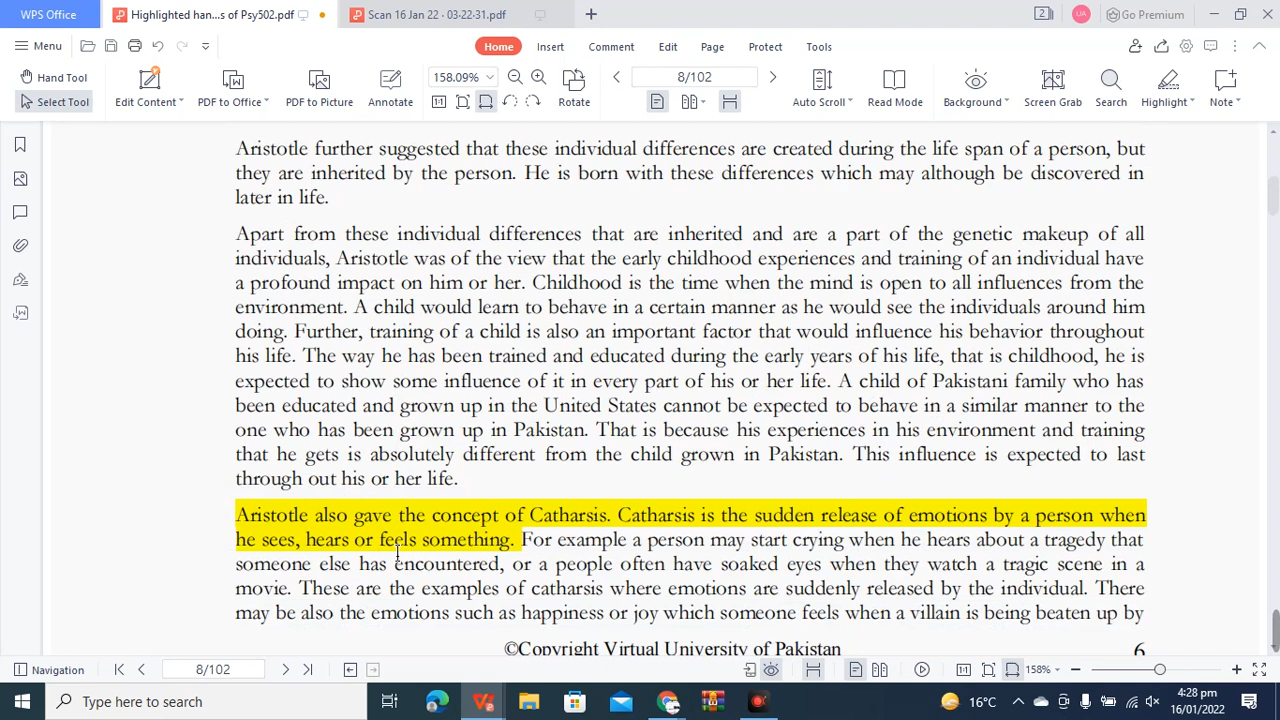 WPS Office
Highlighted han...s of Psy502.pdf
Scan 16 Jan 22 · 03-22-31.pdf
2
UA
Go Premium
Menu
Home
Insert
Comment
Edit
Page
Protect
Tools
Hand Tool
Select Tool
Edit Content
PDF to Office
PDF to Picture
Annotate
158.09%
Rotate
8/102
Auto Scroll
Read Mode
Background
Screen Grab
Search
Highlight
Note
Aristotle further suggested that these individual differences are created during the life span of a person, but
they are inherited by the person. He is born with these differences which may although be discovered in
later in life.
Apart from these individual differences that are inherited and are a part of the genetic makeup of all
individuals, Aristotle was of the view that the early childhood experiences and training of an individual have
a profound impact on him or her. Childhood is the time when the mind is open to all influences from the
environment. A child would learn to behave in a certain manner as he would see the individuals around him
doing. Further, training of a child is also an important factor that would influence his behavior throughout
his life. The way he has been trained and educated during the early years of his life, that is childhood, he is
expected to show some influence of it in every part of his or her life. A child of Pakistani family who has
been educated and grown up in the United States cannot be expected to behave in a similar manner to the
one who has been grown up in Pakistan. That is because his experiences in his environment and training
that he gets is absolutely different from the child grown in Pakistan. This influence is expected to last
through out his or her life.
Aristotle also gave the concept of Catharsis. Catharsis is the sudden release of emotions by a person when
he sees, hears or feels something. For example a person may start crying when he hears about a tragedy that
someone else has encountered, or a people often have soaked eyes when they watch a tragic scene in a
movie. These are the examples of catharsis where emotions are suddenly released by the individual. There
may be also the emotions such as happiness or joy which someone feels when a villain is being beaten up by
©Copyright Virtual University of Pakistan
6
Navigation
8/102
158%
Type here to search
16°C
4:28 pm
16/01/2022